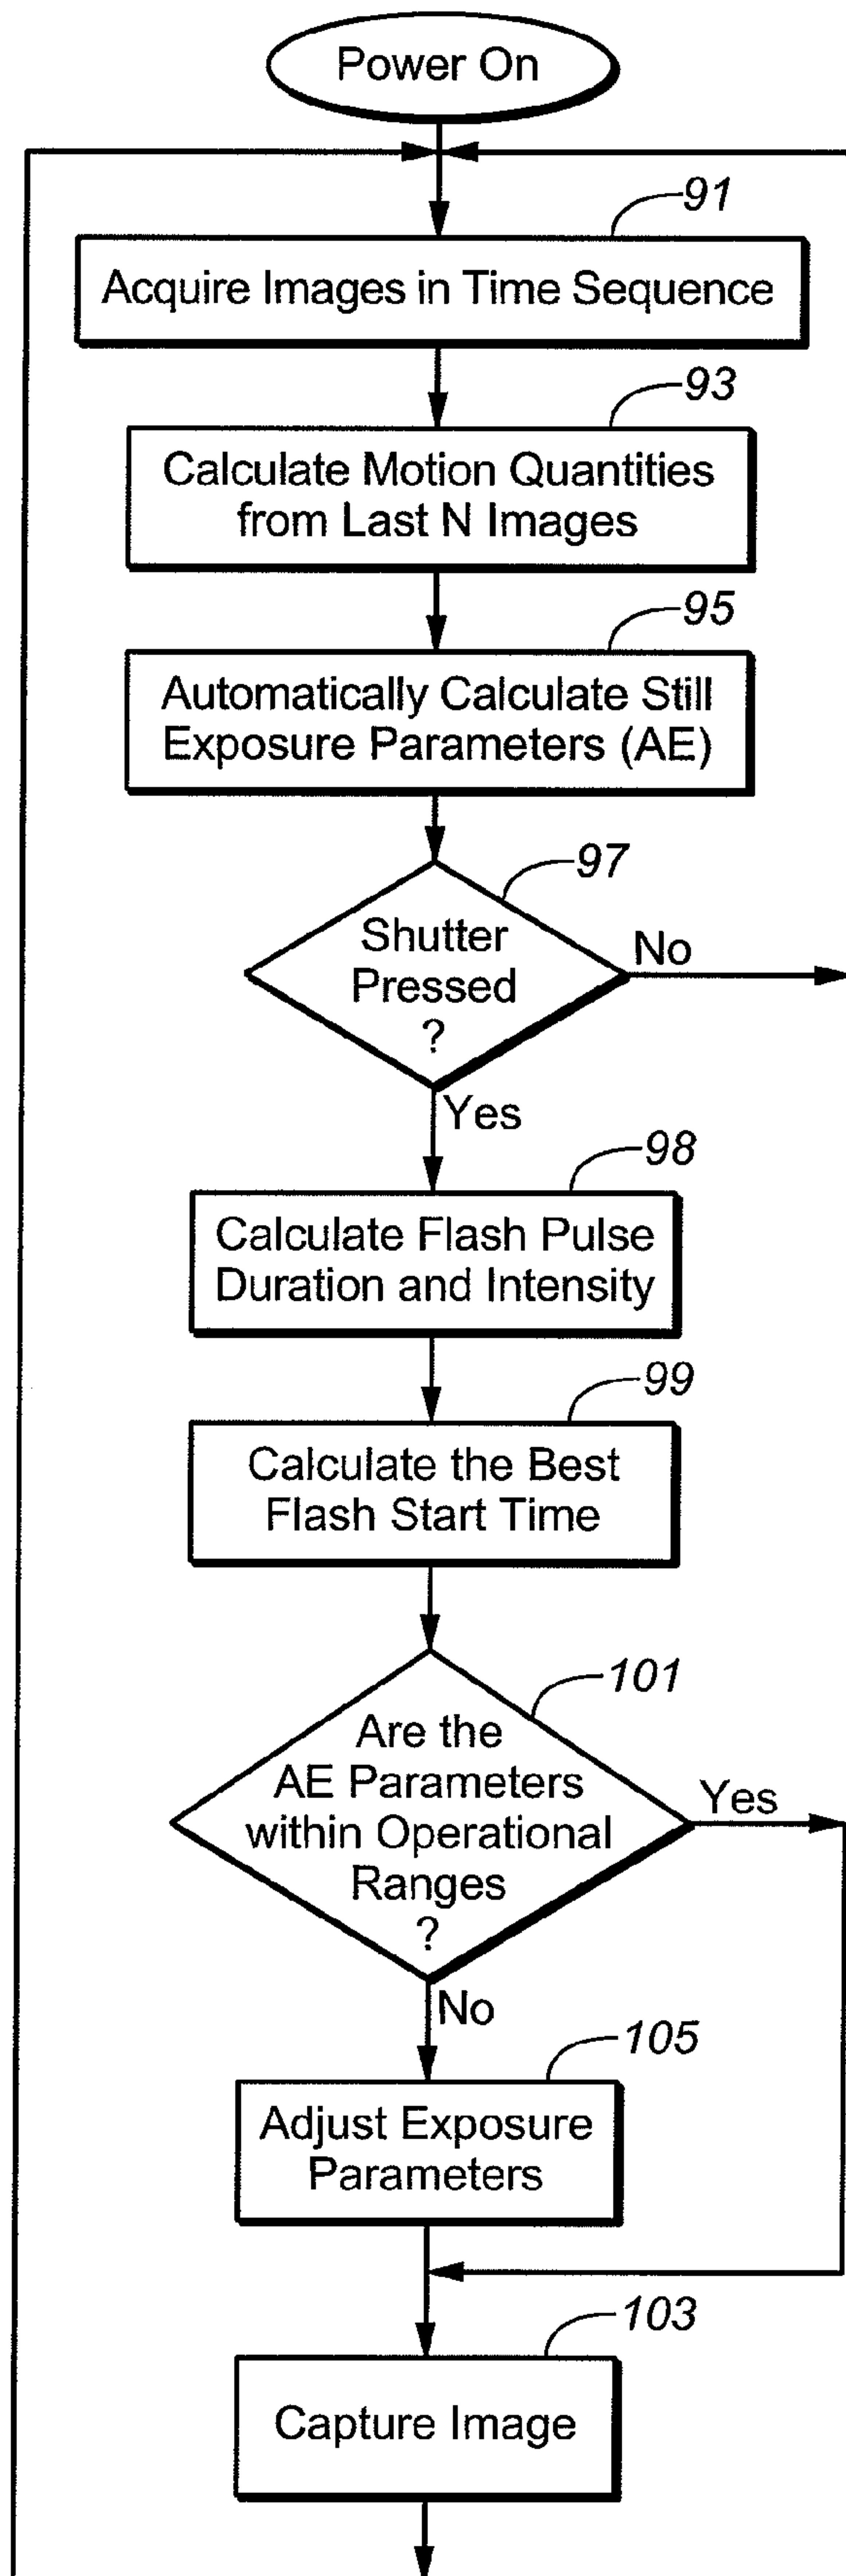 Power On
91
Acquire Images in Time Sequence
93
Calculate Motion Quantities
from Last N Images
95
Automatically Calculate Still
Exposure Parameters (AE)
97
Shutter
Pressed
?
No
Yes
98
Calculate Flash Pulse
Duration and Intensity
99
Calculate the Best
Flash Start Time
101
Are the
AE Parameters
within Operational
Ranges
?
Yes
No
105
Adjust Exposure
Parameters
103
Capture Image